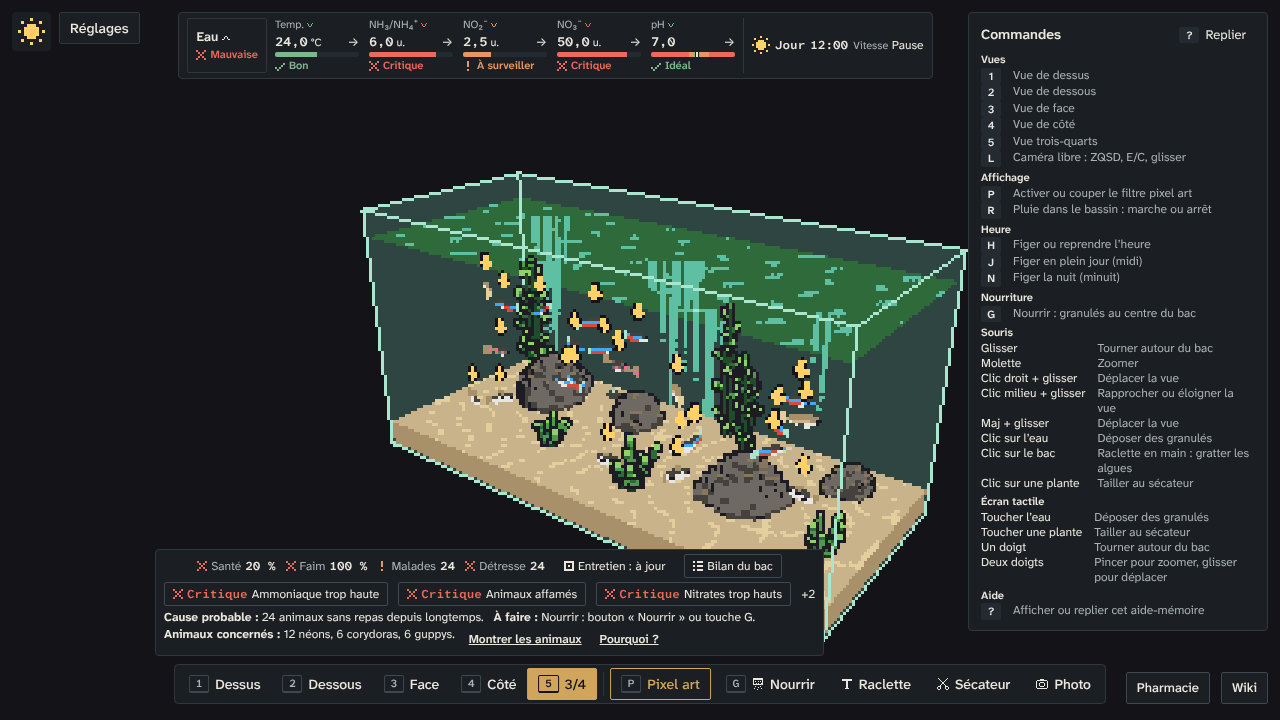 Réglages
Eau
Mauvaise
Temp.
24,0 °C
Bon
NH₃/NH₄⁺
6,0 u.
Critique
NO₂⁻
2,5 u.
À surveiller
NO₃⁻
50,0 u.
Critique
pH
7,0
Idéal
Jour 12:00 Vitesse Pause
Commandes ? Replier
Vues
1 Vue de dessus
2 Vue de dessous
3 Vue de face
4 Vue de côté
5 Vue trois-quarts
L Caméra libre : ZQSD, E/C, glisser
Affichage
P Activer ou couper le filtre pixel art
R Pluie dans le bassin : marche ou arrêt
Heure
H Figer ou reprendre l'heure
J Figer en plein jour (midi)
N Figer la nuit (minuit)
Nourriture
G Nourrir : granulés au centre du bac
Souris
Glisser Tourner autour du bac
Molette Zoomer
Clic droit + glisser Déplacer la vue
Clic milieu + glisser Rapprocher ou éloigner la
vue
Maj + glisser Déplacer la vue
Clic sur l'eau Déposer des granulés
Clic sur le bac Raclette en main : gratter les
algues
Clic sur une plante Tailler au sécateur
Écran tactile
Toucher l'eau Déposer des granulés
Toucher une plante Tailler au sécateur
Un doigt Tourner autour du bac
Deux doigts Pincer pour zoomer, glisser
pour déplacer
Aide
? Afficher ou replier cet aide-mémoire
Santé 20 % Faim 100 % Malades 24 Détresse 24 Entretien : à jour Bilan du bac
Critique Ammoniaque trop haute Critique Animaux affamés Critique Nitrates trop hauts +2
Cause probable : 24 animaux sans repas depuis longtemps. À faire : Nourrir : bouton « Nourrir » ou touche G.
Animaux concernés : 12 néons, 6 corydoras, 6 guppys. Montrer les animaux Pourquoi ?
1 Dessus 2 Dessous 3 Face 4 Côté 5 3/4 P Pixel art G Nourrir Raclette Sécateur Photo
Pharmacie Wiki